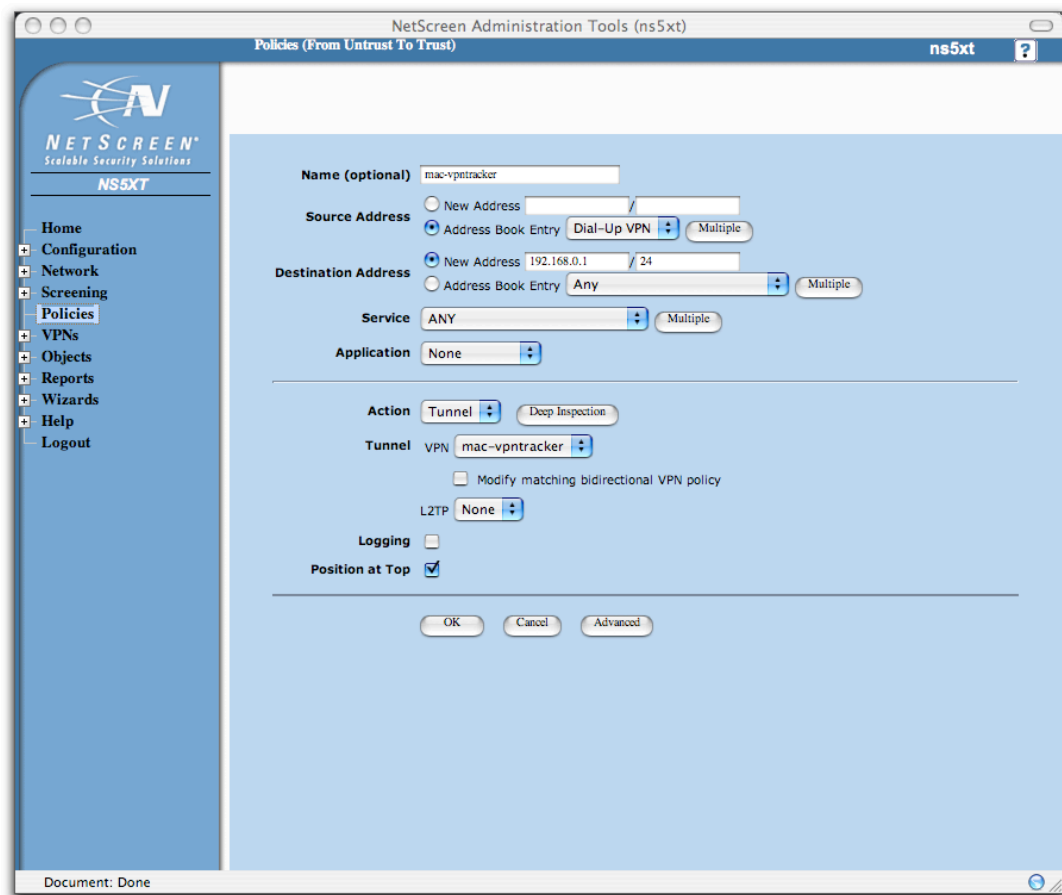 NetScreen Administration Tools (ns5xt)
Policies (From Untrust To Trust)
ns5xt
?
N
NETSCREEN®
Scalable Security Solutions
NS5XT
Home
Configuration
Network
Screening
Policies
VPNs
Objects
Reports
Wizards
Help
Logout
Name (optional) mac-vpntracker
Source Address
New Address /
Address Book Entry Dial-Up VPN Multiple
Destination Address
New Address 192.168.0.1 / 24
Address Book Entry Any Multiple
Service ANY Multiple
Application None
Action Tunnel Deep Inspection
Tunnel VPN mac-vpntracker
Modify matching bidirectional VPN policy
L2TP None
Logging
Position at Top
OK Cancel Advanced
Document: Done